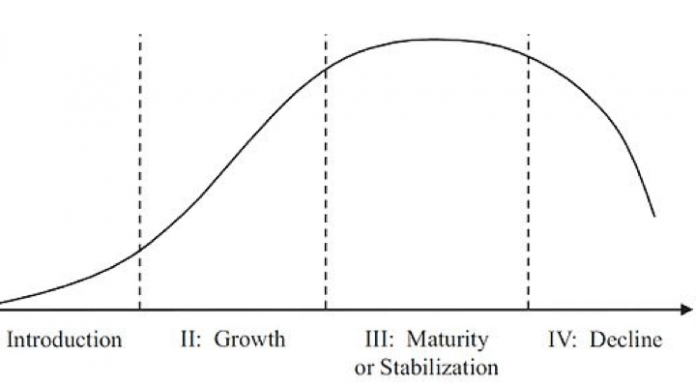 Introduction
II: Growth
III: Maturity
or Stabilization
IV: Decline